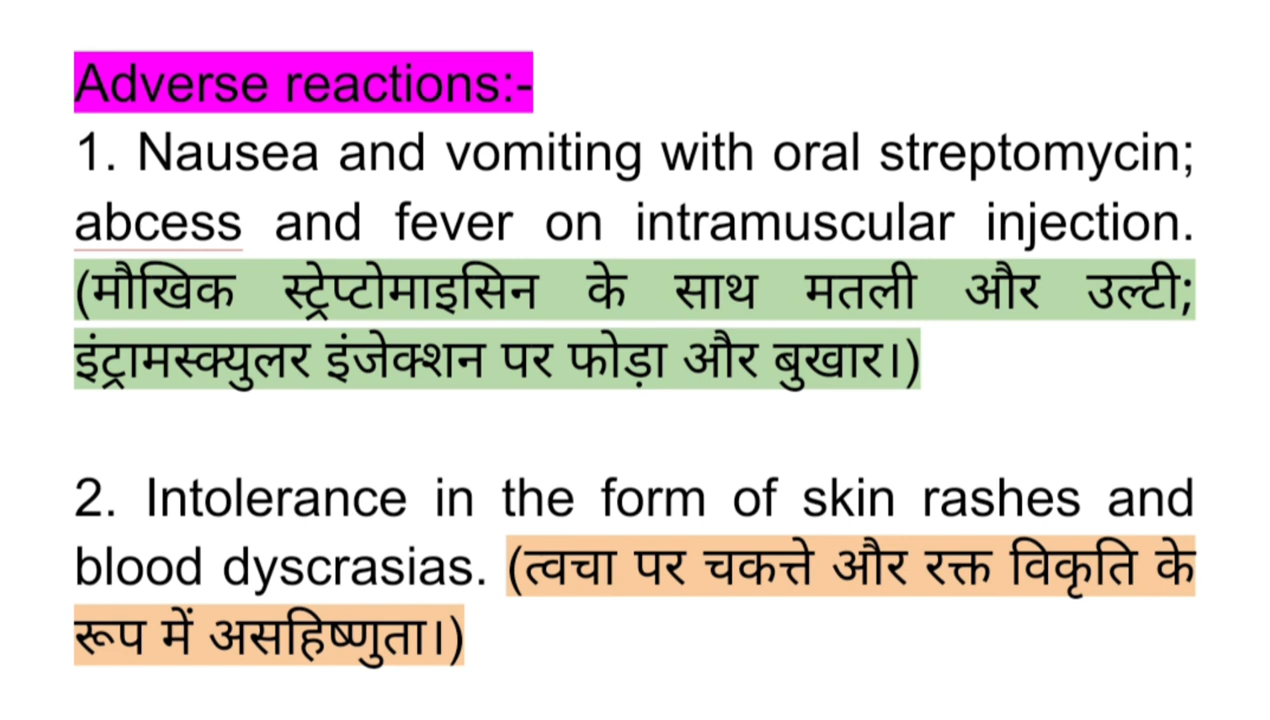 Adverse reactions:-
1. Nausea and vomiting with oral streptomycin;
abcess and fever on intramuscular injection.
(मौखिक स्ट्रेप्टोमाइसिन के साथ मतली और उल्टी;
इंट्रामस्क्युलर इंजेक्शन पर फोड़ा और बुखार।)
2. Intolerance in the form of skin rashes and
blood dyscrasias. (त्वचा पर चकत्ते और रक्त विकृति के
रूप में असहिष्णुता।)